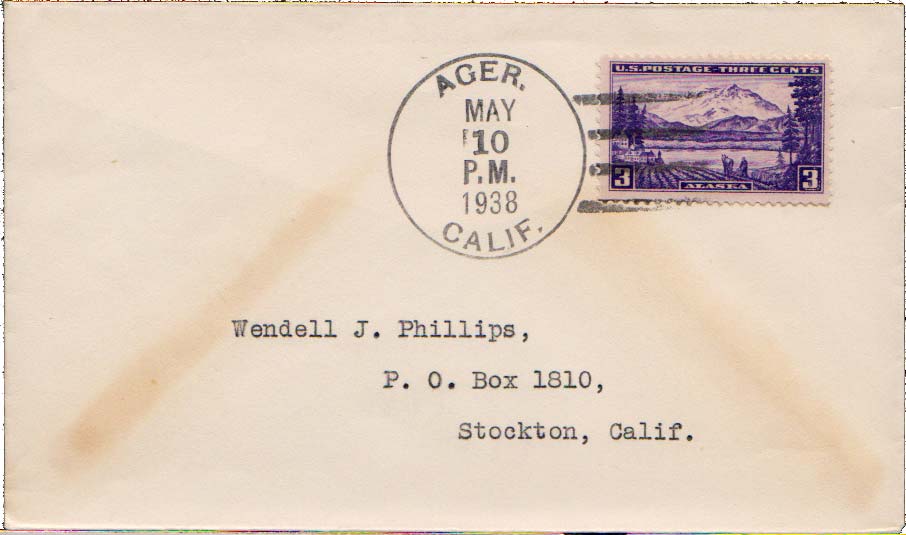 AGER.
MAY
10
P.M.
1938
CALIF.
U.S. POSTAGE - THREE CENTS
3 ALASKA 3
Wendell J. Phillips,
P. O. Box 1810,
Stockton, Calif.